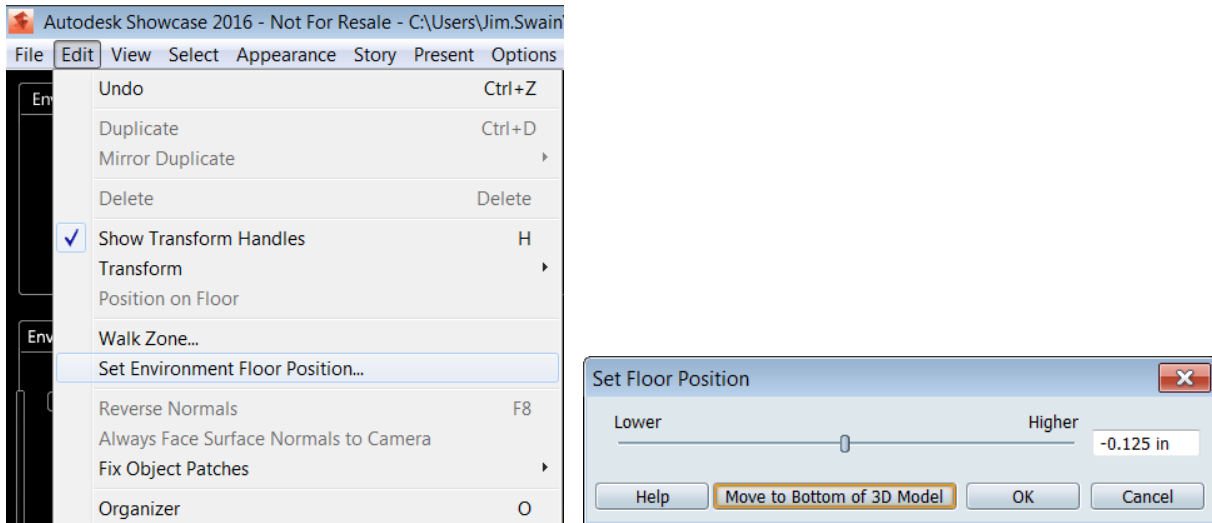 Autodesk Showcase 2016 - Not For Resale - C:\Users\Jim.Swain\
File Edit View Select Appearance Story Present Options
Env
Undo Ctrl+Z
Duplicate Ctrl+D
Mirror Duplicate
Delete Delete
Show Transform Handles H
Transform
Position on Floor
Env
Walk Zone...
Set Environment Floor Position...
Reverse Normals F8
Always Face Surface Normals to Camera
Fix Object Patches
Organizer O
Set Floor Position
Lower Higher
-0.125 in
Help Move to Bottom of 3D Model OK Cancel